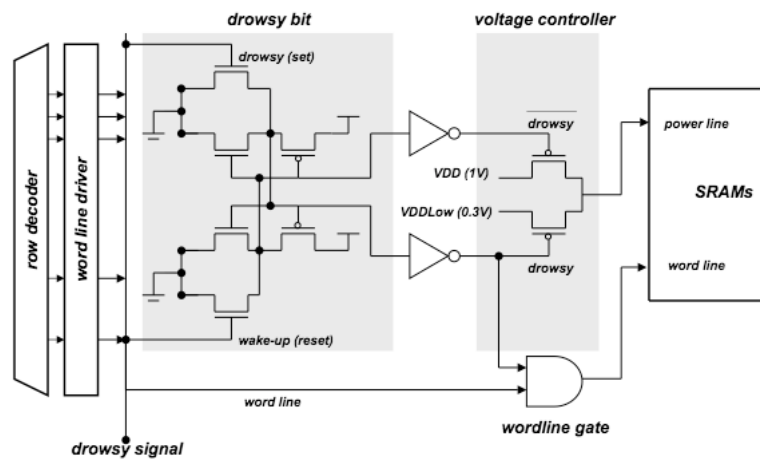 drowsy bit
voltage controller
drowsy (set)
drowsy
power line
VDD (1V)
SRAMs
VDDLow (0.3V)
row decoder
word line driver
drowsy
word line
wake-up (reset)
word line
wordline gate
drowsy signal